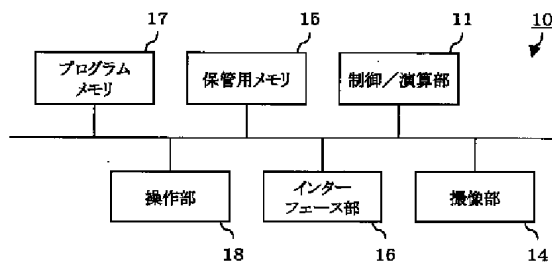 17
15
11
10
プログラム
メモリ
保管用メモリ
制御／演算部
操作部
インター
フェース部
撮像部
18
16
14